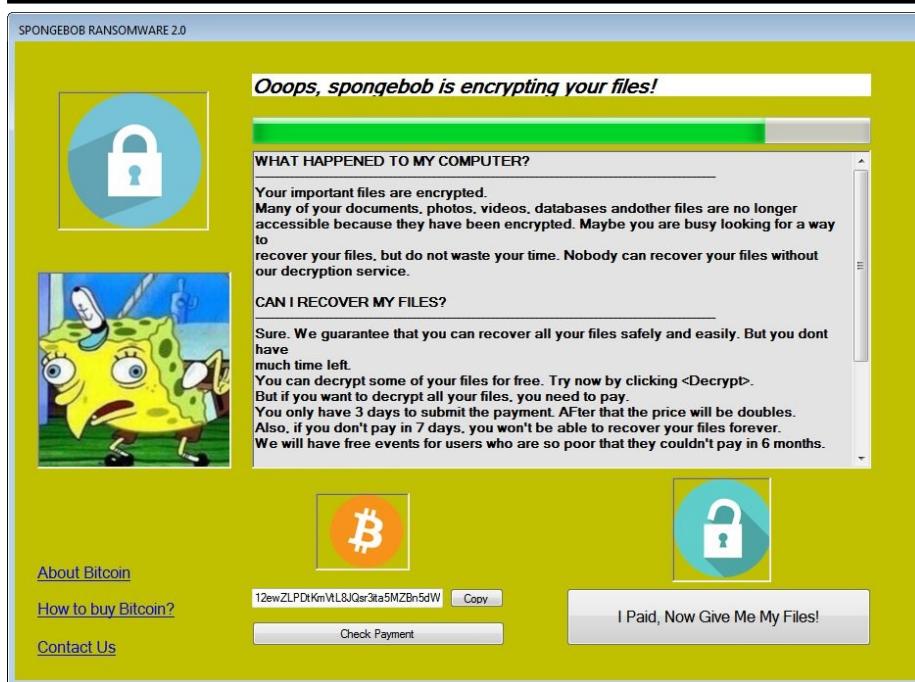 SPONGEBOB RANSOMWARE 2.0
Ooops, spongebob is encrypting your files!
WHAT HAPPENED TO MY COMPUTER?
Your important files are encrypted.
Many of your documents, photos, videos, databases andother files are no longer
accessible because they have been encrypted. Maybe you are busy looking for a way
to
recover your files, but do not waste your time. Nobody can recover your files without
our decryption service.
CAN I RECOVER MY FILES?
Sure. We guarantee that you can recover all your files safely and easily. But you dont
have
much time left.
You can decrypt some of your files for free. Try now by clicking <Decrypt>.
But if you want to decrypt all your files, you need to pay.
You only have 3 days to submit the payment. AFter that the price will be doubles.
Also, if you don't pay in 7 days, you won't be able to recover your files forever.
We will have free events for users who are so poor that they couldn't pay in 6 months.
About Bitcoin
How to buy Bitcoin?
Contact Us
12ewZLPDtKmVtL8JQsr3ita5MZBn5dW
Copy
Check Payment
I Paid, Now Give Me My Files!